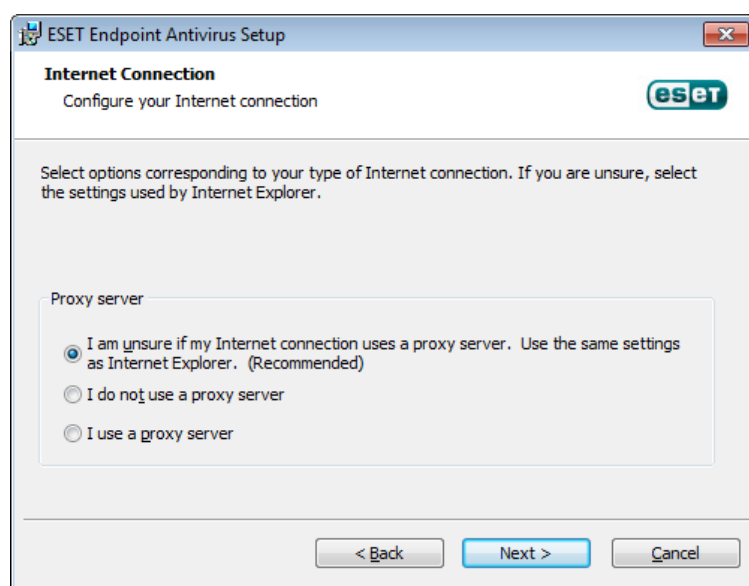 ESET Endpoint Antivirus Setup
Internet Connection
Configure your Internet connection
eseT
Select options corresponding to your type of Internet connection. If you are unsure, select
the settings used by Internet Explorer.
Proxy server
I am unsure if my Internet connection uses a proxy server.  Use the same settings
as Internet Explorer.  (Recommended)
I do not use a proxy server
I use a proxy server
< Back
Next >
Cancel